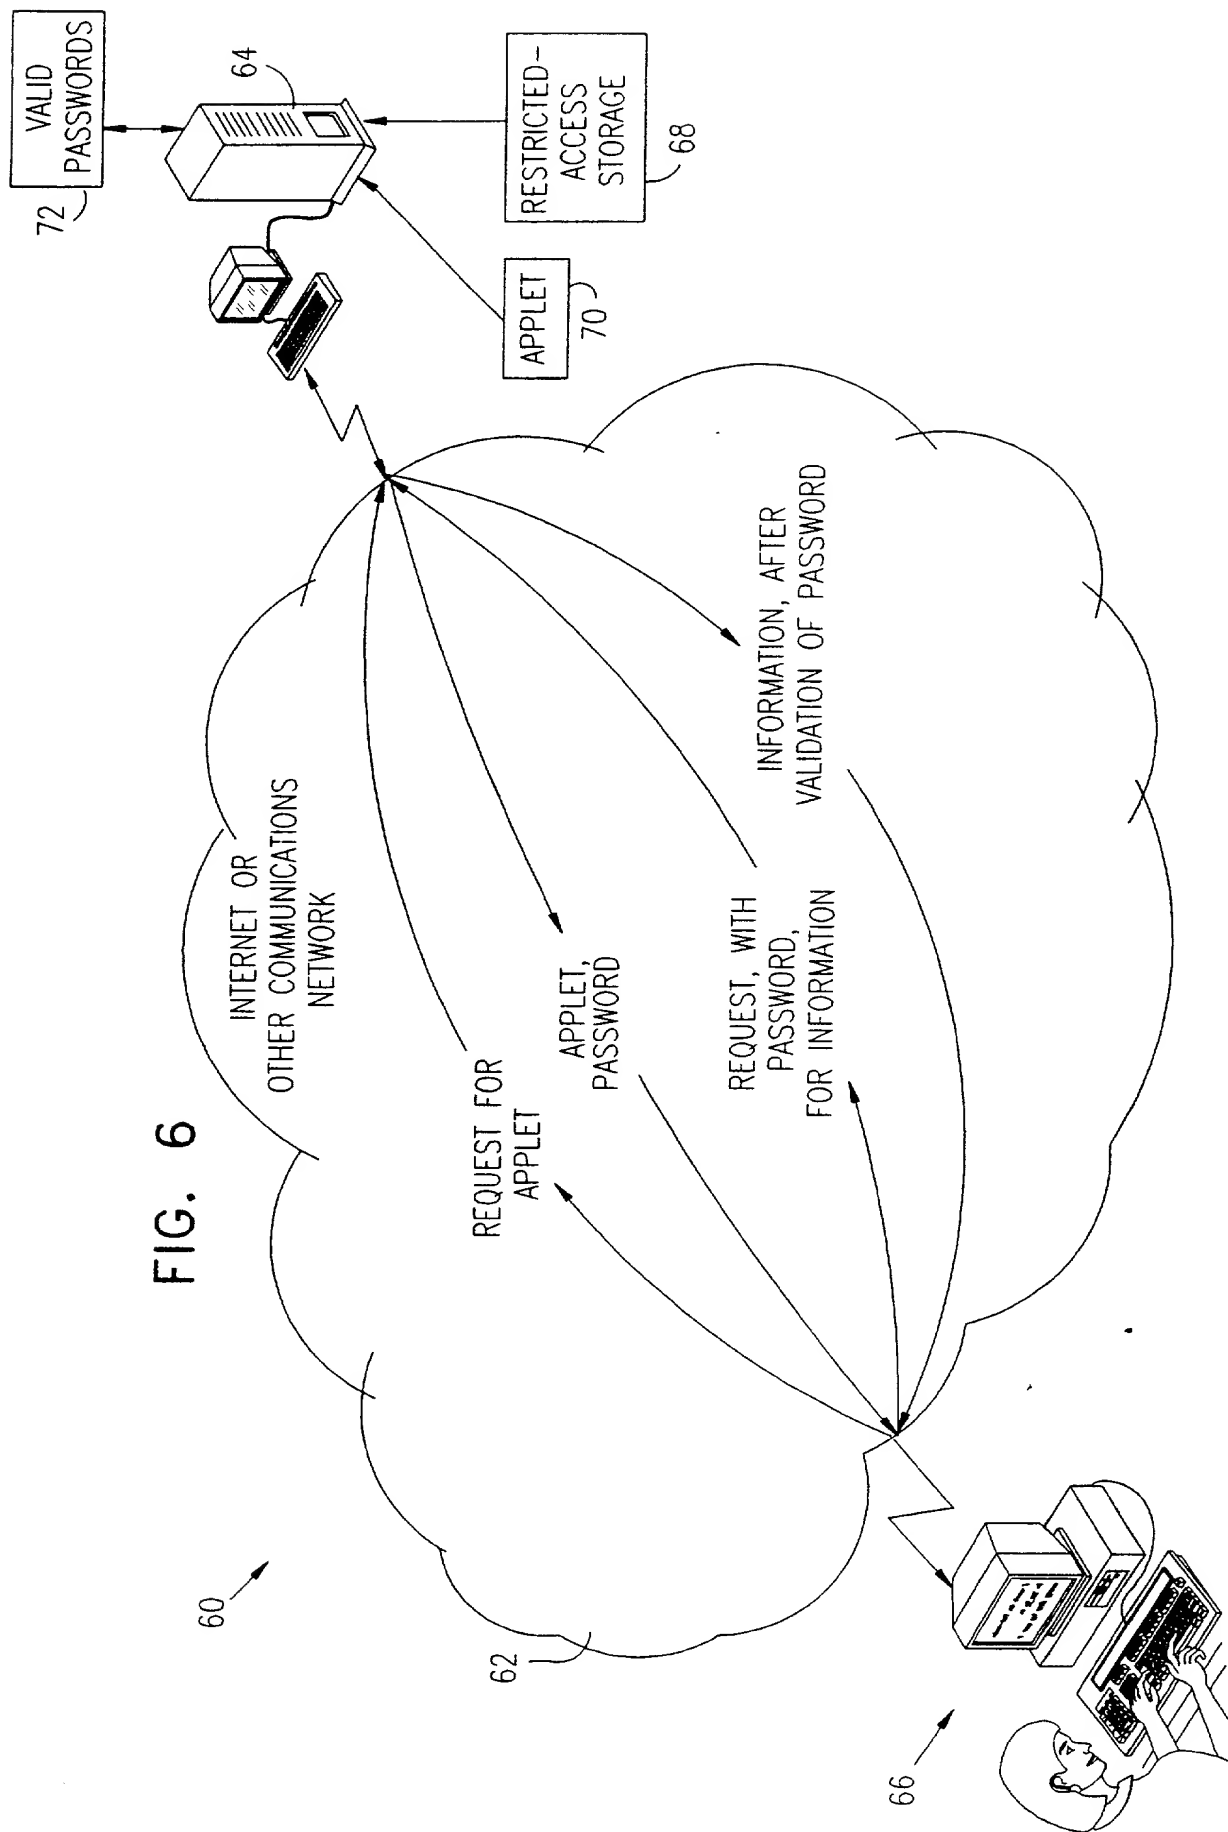 FIG. 6
60
INTERNET OR
OTHER COMMUNICATIONS
NETWORK
62
VALID
PASSWORDS
72
64
RESTRICTED-
ACCESS
STORAGE
68
APPLET
70
REQUEST FOR
APPLET
APPLET,
PASSWORD
REQUEST, WITH
PASSWORD,
FOR INFORMATION
INFORMATION, AFTER
VALIDATION OF PASSWORD
66